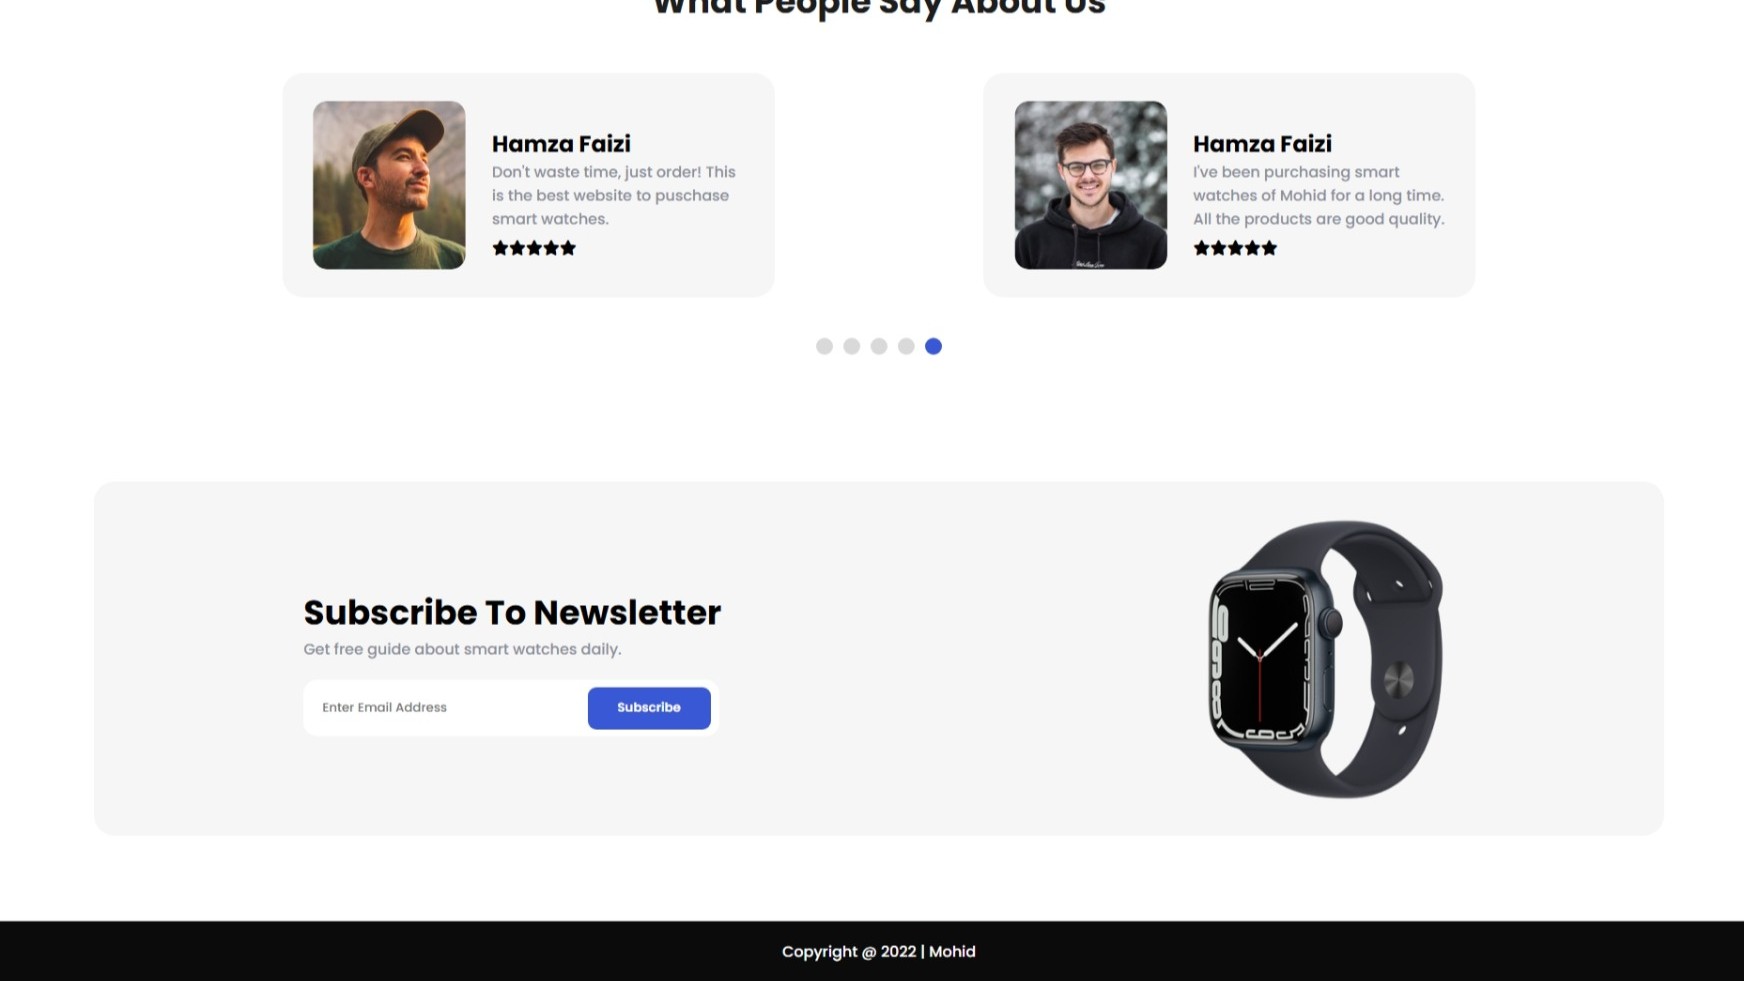 What People Say About Us
Hamza Faizi
Don't waste time, just order! This
is the best website to puschase
smart watches.
Hamza Faizi
I've been purchasing smart
watches of Mohid for a long time.
All the products are good quality.
Subscribe To Newsletter
Get free guide about smart watches daily.
Enter Email Address
Subscribe
Copyright @ 2022 | Mohid